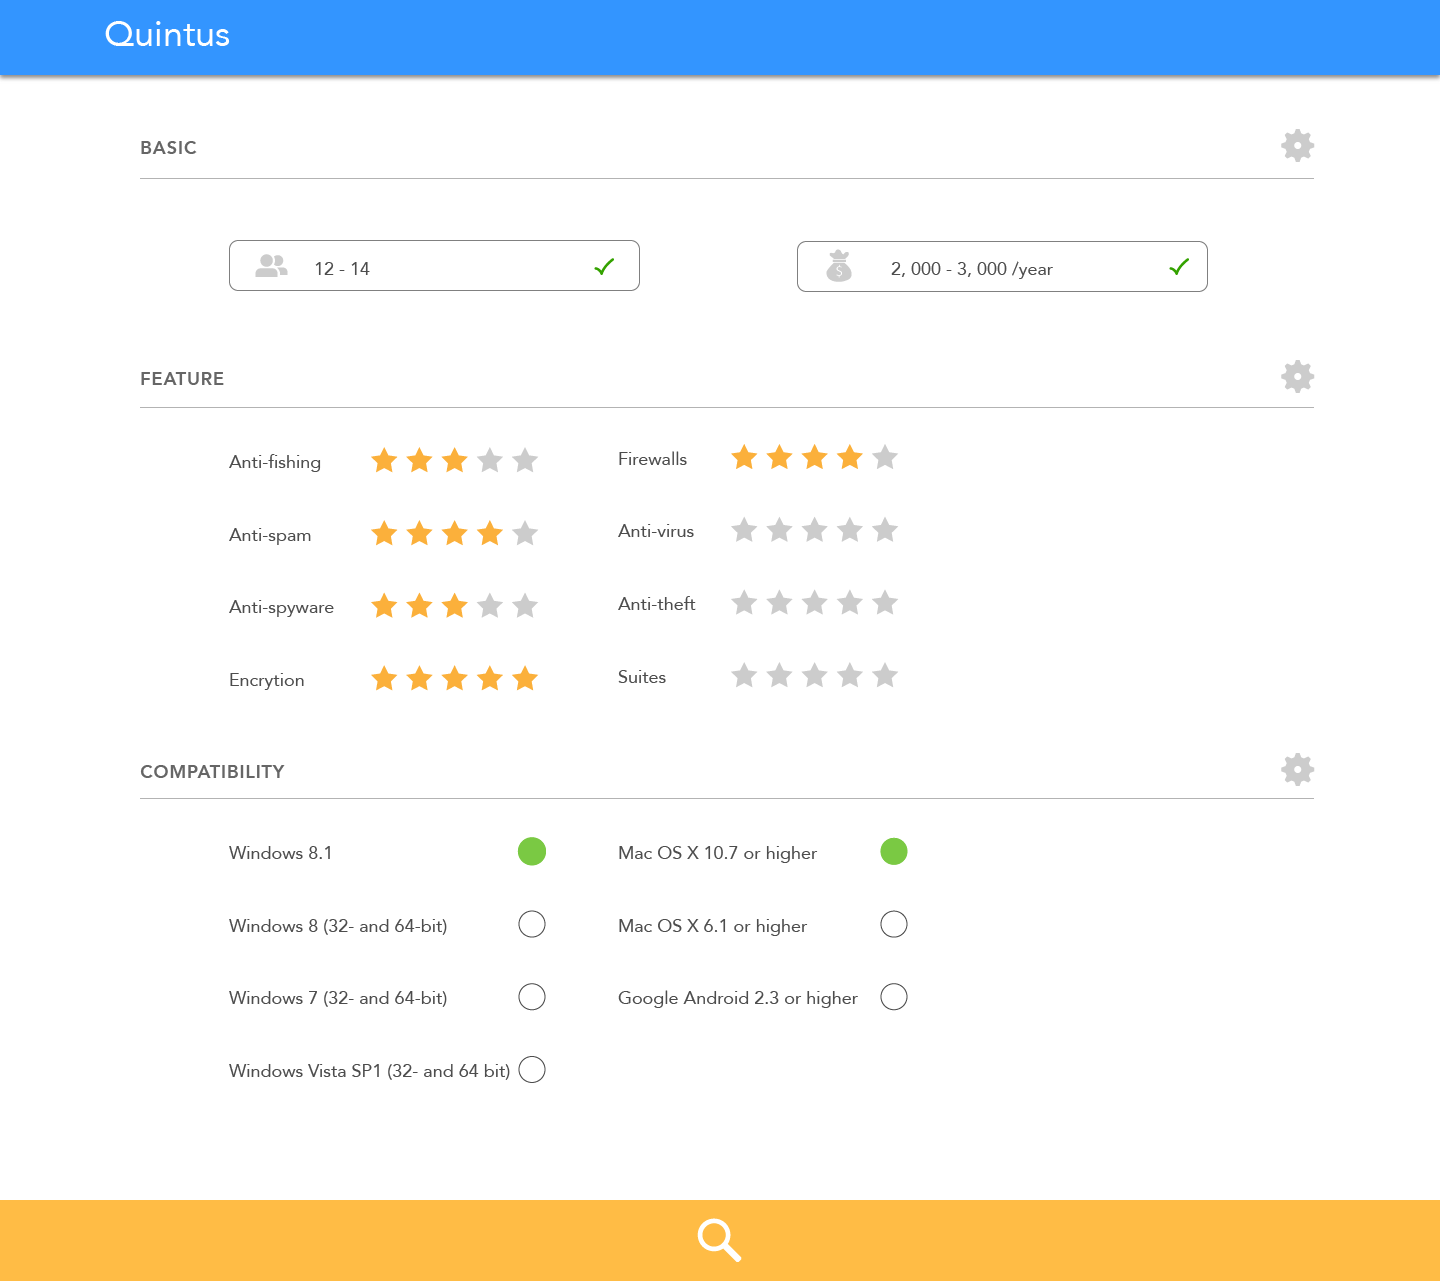 Quintus
BASIC
12 - 14
2, 000 - 3, 000 /year
FEATURE
Anti-fishing
Firewalls
Anti-spam
Anti-virus
Anti-spyware
Anti-theft
Encrytion
Suites
COMPATIBILITY
Windows 8.1
Mac OS X 10.7 or higher
Windows 8 (32- and 64-bit)
Mac OS X 6.1 or higher
Windows 7 (32- and 64-bit)
Google Android 2.3 or higher
Windows Vista SP1 (32- and 64 bit)